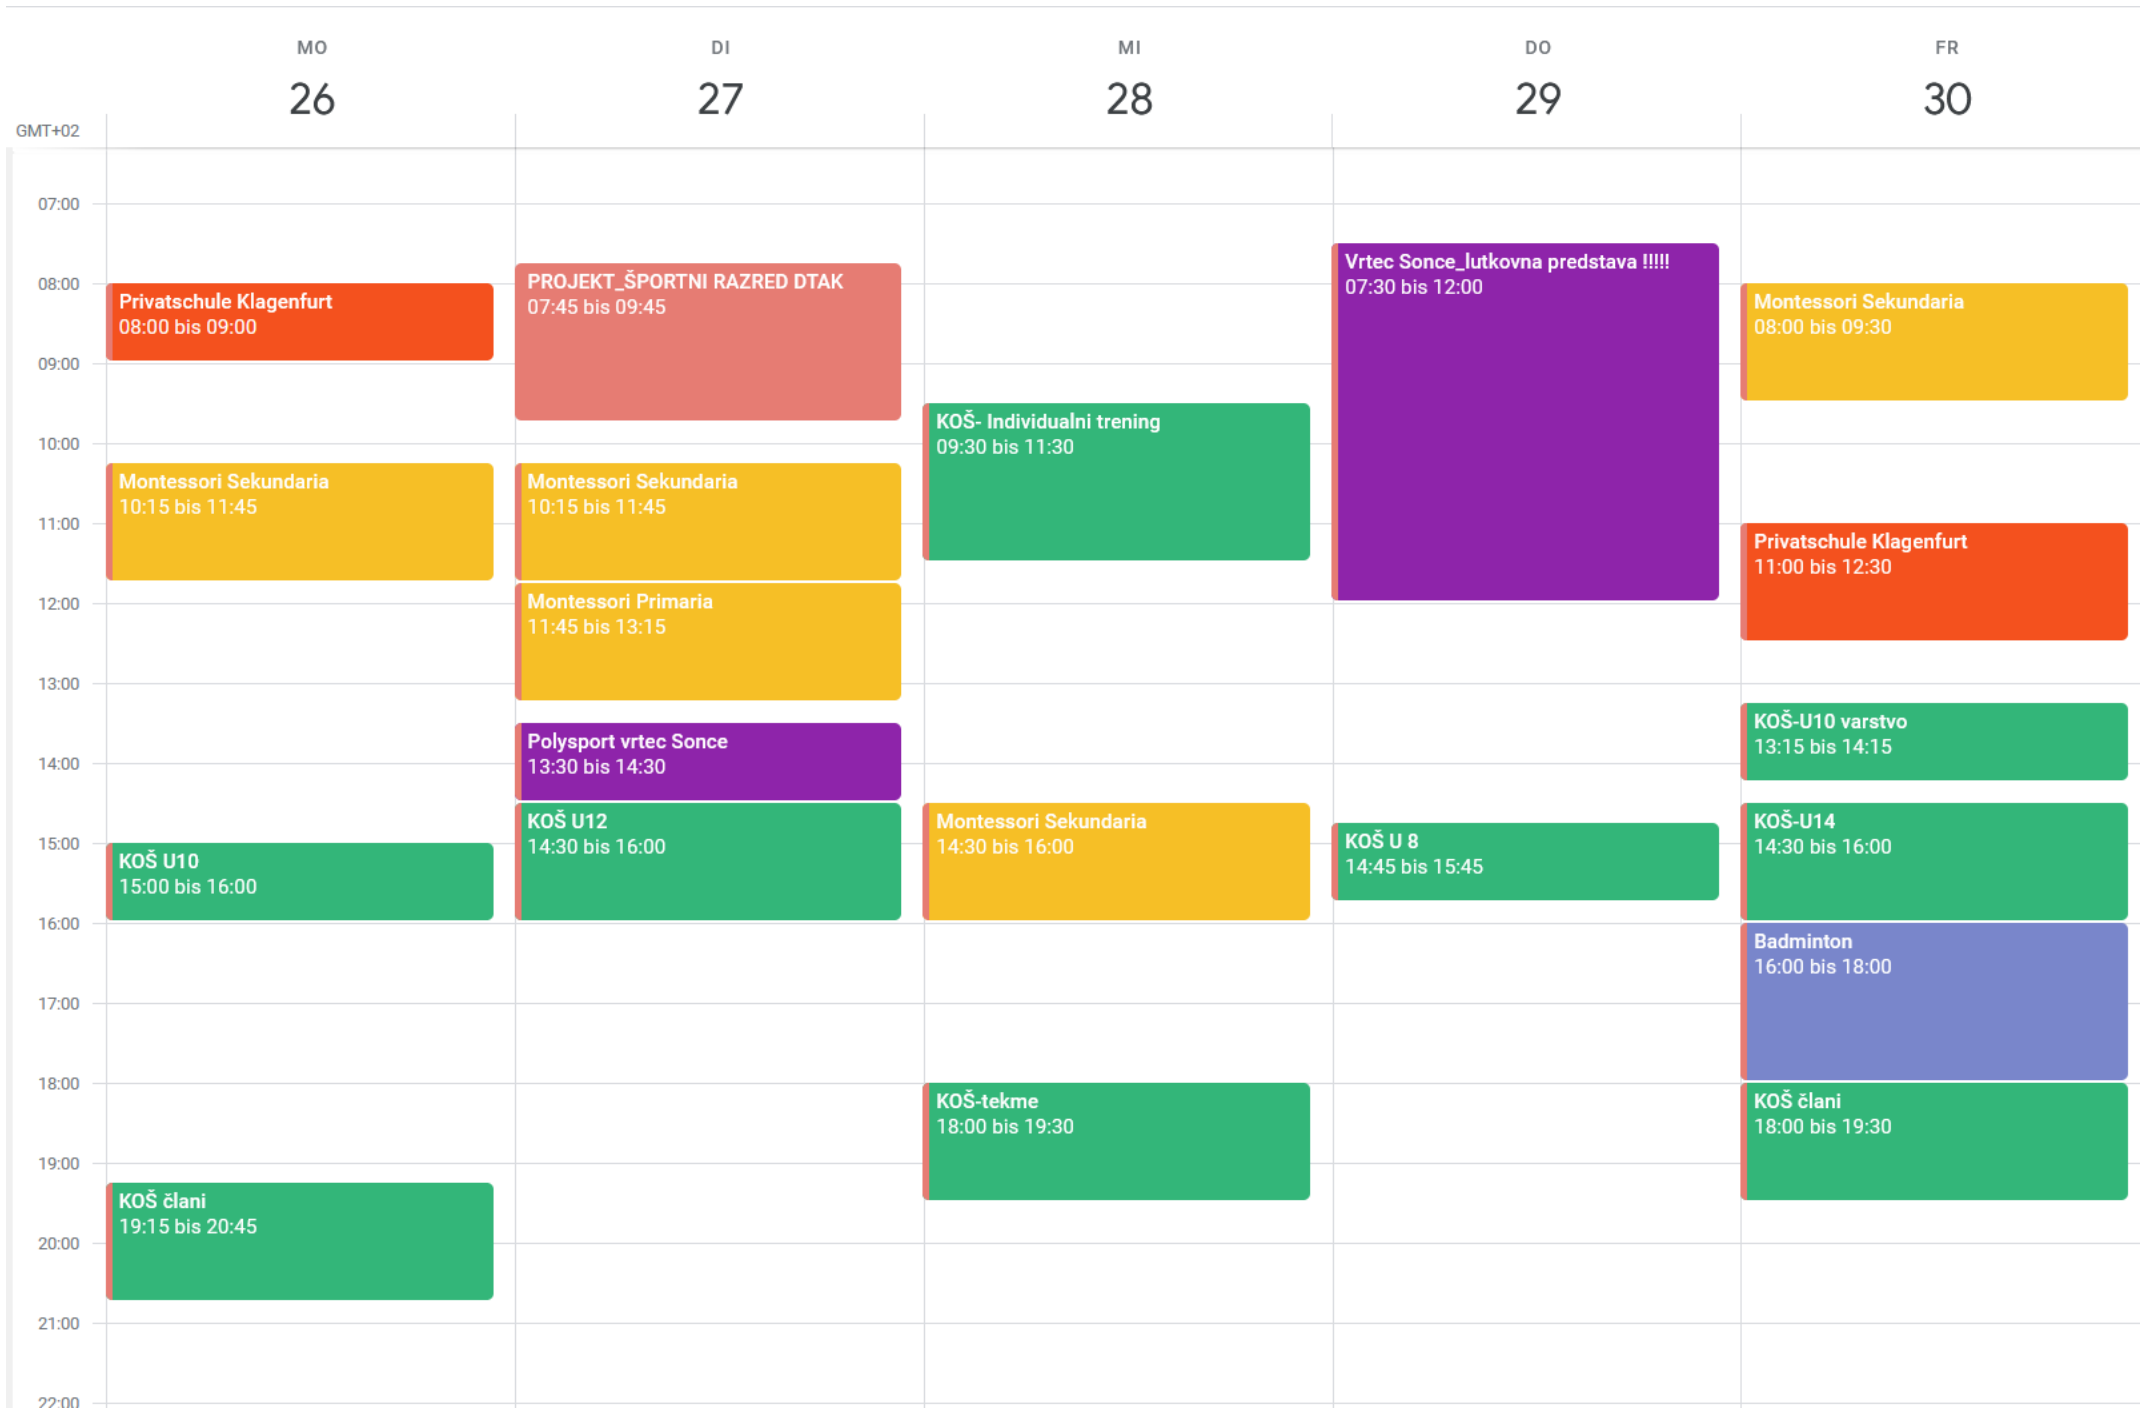 MO
26
DI
27
MI
28
DO
29
FR
30
GMT+02
07:00
08:00
09:00
10:00
11:00
12:00
13:00
14:00
15:00
16:00
17:00
18:00
19:00
20:00
21:00
22:00
Privatschule Klagenfurt
08:00 bis 09:00
Montessori Sekundaria
10:15 bis 11:45
KOŠ U10
15:00 bis 16:00
KOŠ člani
19:15 bis 20:45
PROJEKT_ŠPORTNI RAZRED DTAK
07:45 bis 09:45
Montessori Sekundaria
10:15 bis 11:45
Montessori Primaria
11:45 bis 13:15
Polysport vrtec Sonce
13:30 bis 14:30
KOŠ U12
14:30 bis 16:00
KOŠ- Individualni trening
09:30 bis 11:30
Montessori Sekundaria
14:30 bis 16:00
KOŠ-tekme
18:00 bis 19:30
Vrtec Sonce_lutkovna predstava !!!!!
07:30 bis 12:00
KOŠ U 8
14:45 bis 15:45
Montessori Sekundaria
08:00 bis 09:30
Privatschule Klagenfurt
11:00 bis 12:30
KOŠ-U10 varstvo
13:15 bis 14:15
KOŠ-U14
14:30 bis 16:00
Badminton
16:00 bis 18:00
KOŠ člani
18:00 bis 19:30